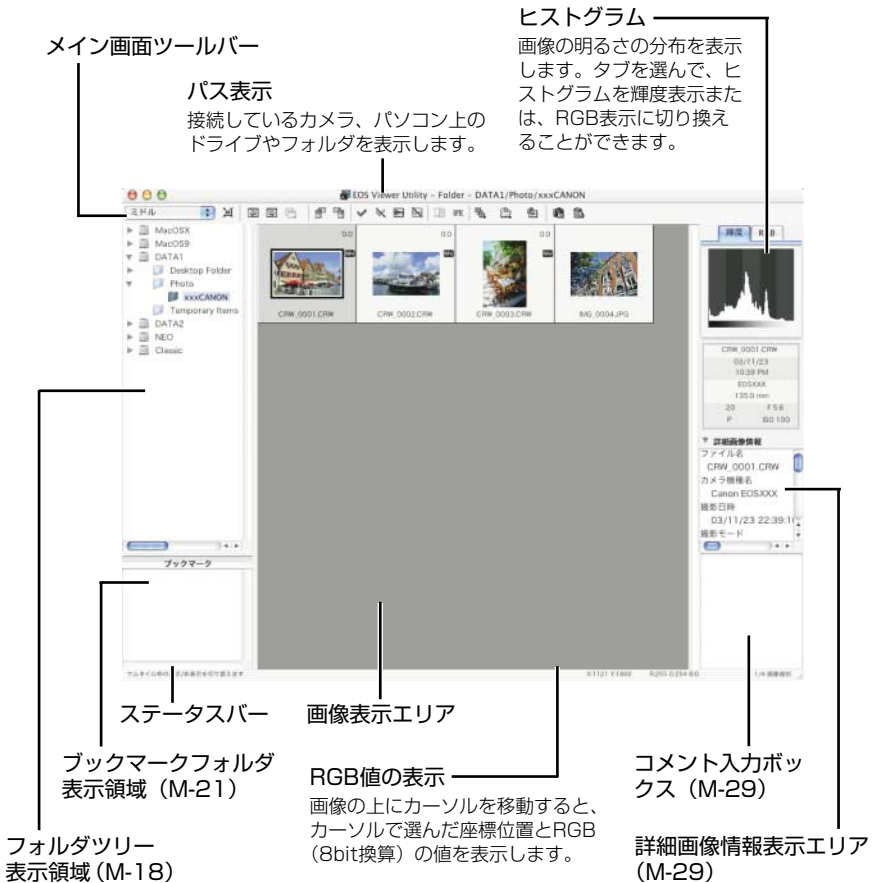 ヒストグラム
画像の明るさの分布を表示
します。タブを選んで、ヒ
ストグラムを輝度表示また
は、RGB表示に切り換え
ることができます。
メイン画面ツールバー
パス表示
接続しているカメラ、パソコン上の
ドライブやフォルダを表示します。
EOS Viewer Utility – Folder – DATA1/Photo/xxxCANON
ミドル
MacOSX
MacOS9
DATA1
Desktop Folder
Photo
xxxCANON
Temporary Items
DATA2
NEO
Classic
CRW_0001.CRW
CRW_0002.CRW
CRW_0003.CRW
IMG_0004.JPG
輝度
RGB
CRW_0001.CRW
03/11/23
10:39 PM
EOSXXX
135.0 mm
20 F5.6
P ISO 100
詳細画像情報
ファイル名
CRW_0001.CRW
カメラ機種名
Canon EOSXXX
撮影日時
03/11/23 22:39:1
撮影モード
ブックマーク
1/4 画像選択
ステータスバー
画像表示エリア
ブックマークフォルダ
表示領域（M-21）
RGB値の表示
画像の上にカーソルを移動すると、
カーソルで選んだ座標位置とRGB
（8bit換算）の値を表示します。
コメント入力ボッ
クス（M-29）
フォルダツリー
表示領域（M-18）
詳細画像情報表示エリア
（M-29）